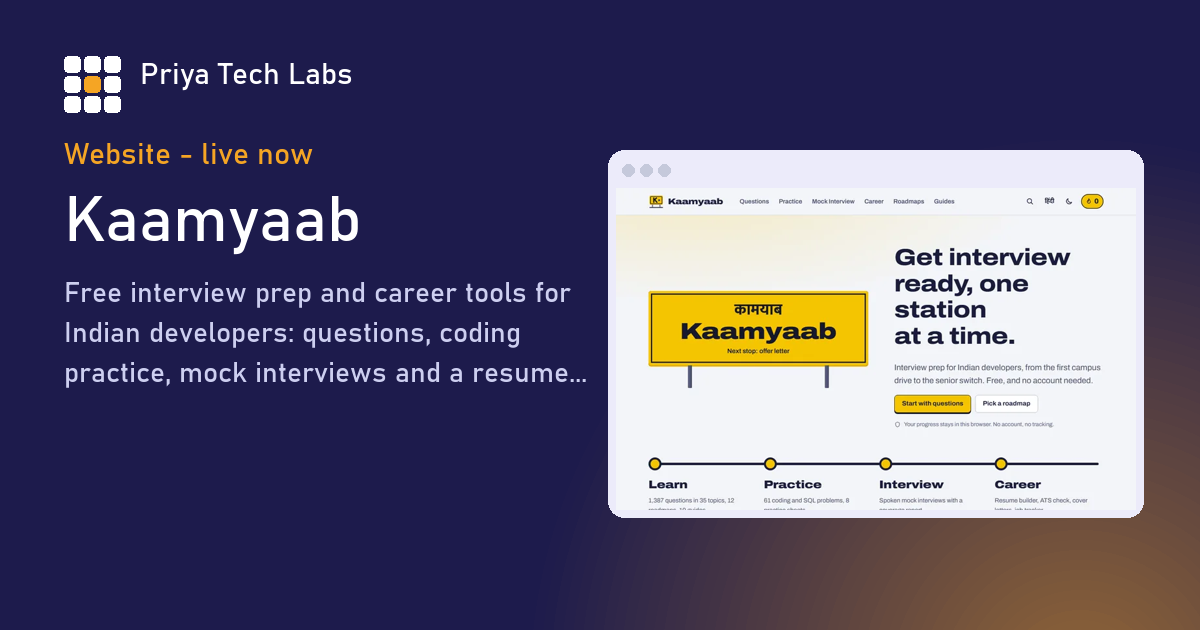 Priya Tech Labs
Website - live now
Kaamyaab
Free interview prep and career tools for
Indian developers: questions, coding
practice, mock interviews and a resume...
Kaamyaab Questions Practice Mock Interview Career Roadmaps Guides हिंदी 0
कामयाब
Kaamyaab
Next stop: offer letter
Get interview
ready, one
station
at a time.
Interview prep for Indian developers, from the first campus
drive to the senior switch. Free, and no account needed.
Start with questions Pick a roadmap
Your progress stays in this browser. No account, no tracking.
Learn Practice Interview Career
1,387 questions in 35 topics, 12
61 coding and SQL problems, 8
Spoken mock interviews with a
Resume builder, ATS check, cover